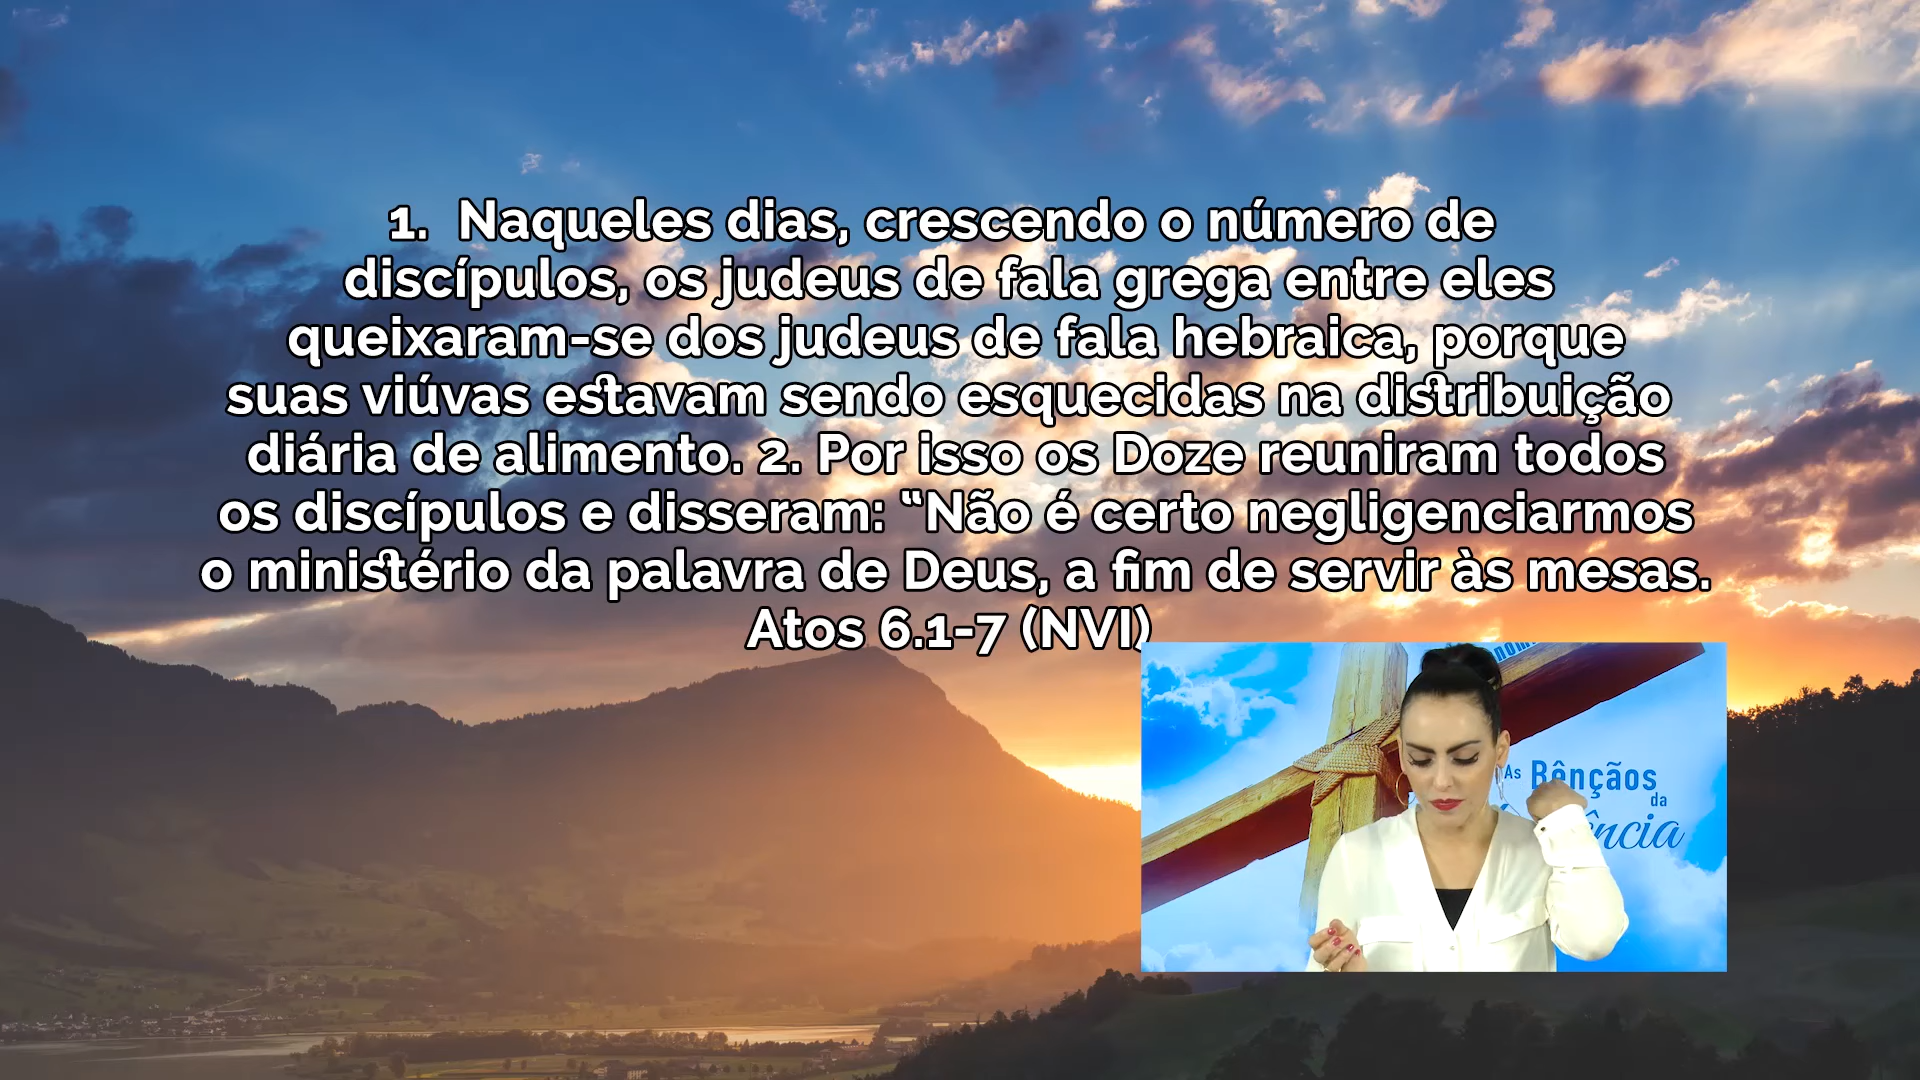 1.  Naqueles dias, crescendo o número de
discípulos, os judeus de fala grega entre eles
queixaram-se dos judeus de fala hebraica, porque
suas viúvas estavam sendo esquecidas na distribuição
diária de alimento. 2. Por isso os Doze reuniram todos
os discípulos e disseram: “Não é certo negligenciarmos
o ministério da palavra de Deus, a fim de servir às mesas.
Atos 6.1-7 (NVI)
As Bênçãos
da